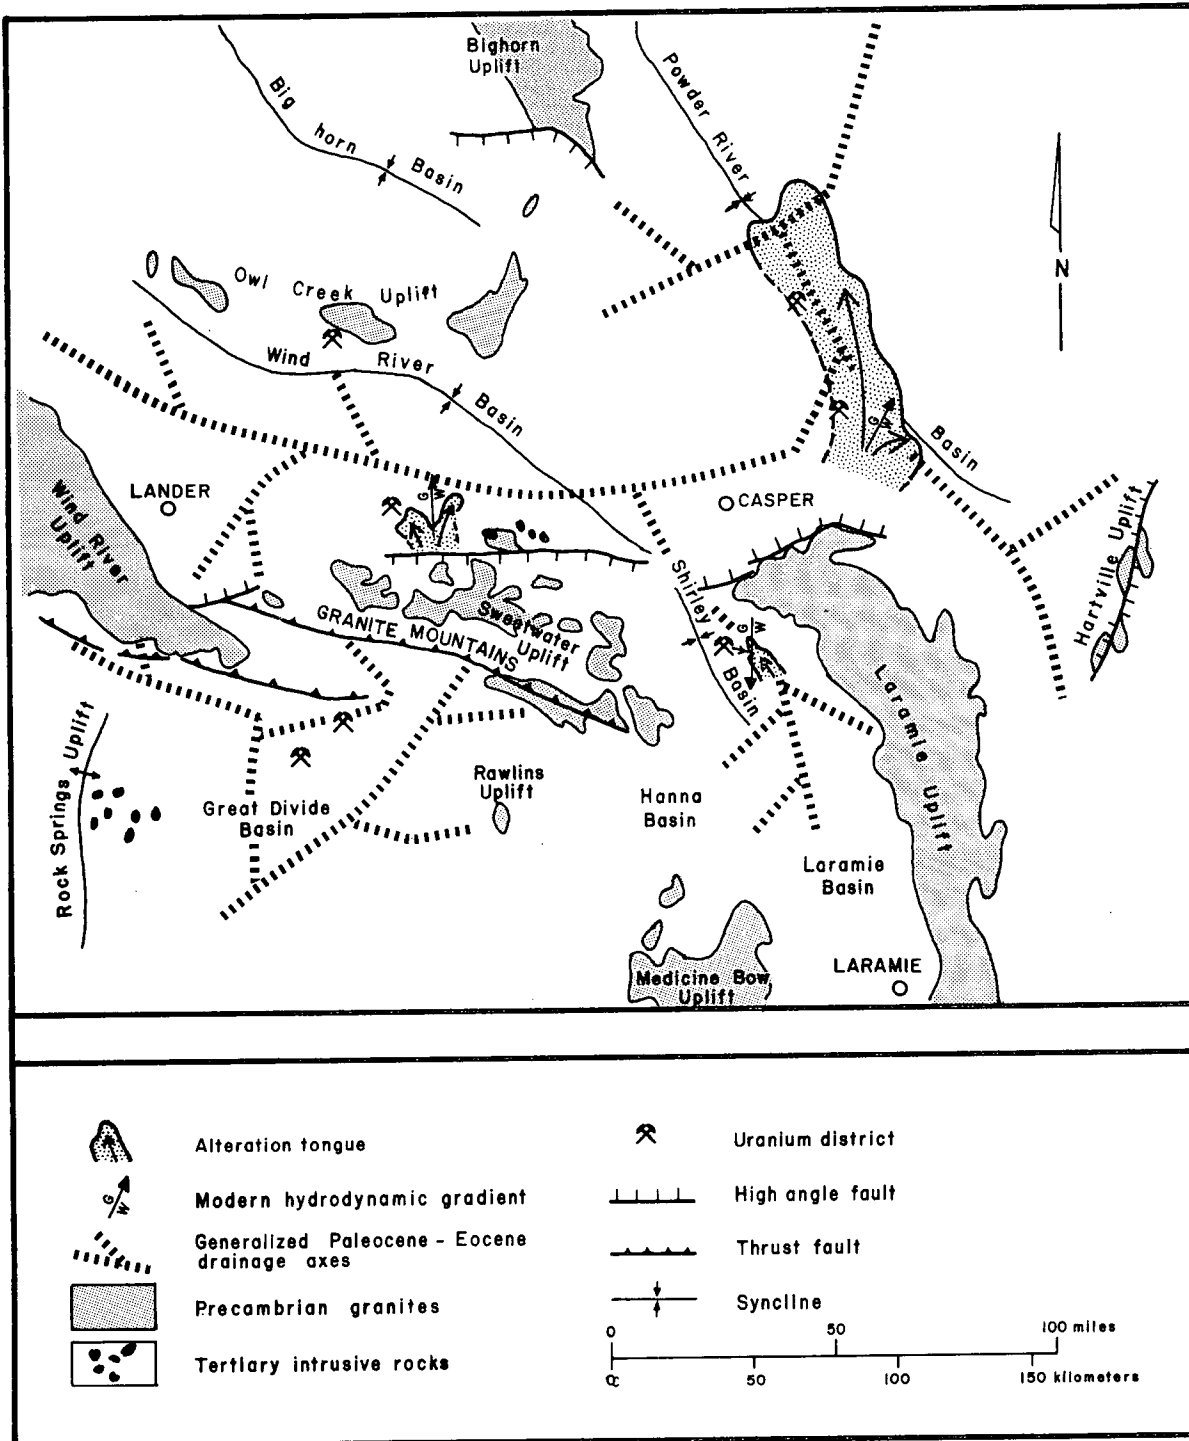 Bighorn
Uplift
Big horn Basin
Powder River Basin
N
Owl Creek Uplift
Wind River Basin
LANDER
CASPER
G
W
G
W
G
W
Wind River
Uplift
Shirley Basin
Hartville Uplift
GRANITE MOUNTAINS
Sweetwater
Uplift
Laramie Uplift
Rock Springs Uplift
Great Divide
Basin
Rawlins
Uplift
Hanna
Basin
Laramie
Basin
Medicine Bow
Uplift
LARAMIE
Alteration tongue
G
W
Modern hydrodynamic gradient
Generalized Paleocene - Eocene
drainage axes
Precambrian granites
Tertiary intrusive rocks
Uranium district
High angle fault
Thrust fault
Syncline
0 50 100 miles
0 50 100 150 kilometers